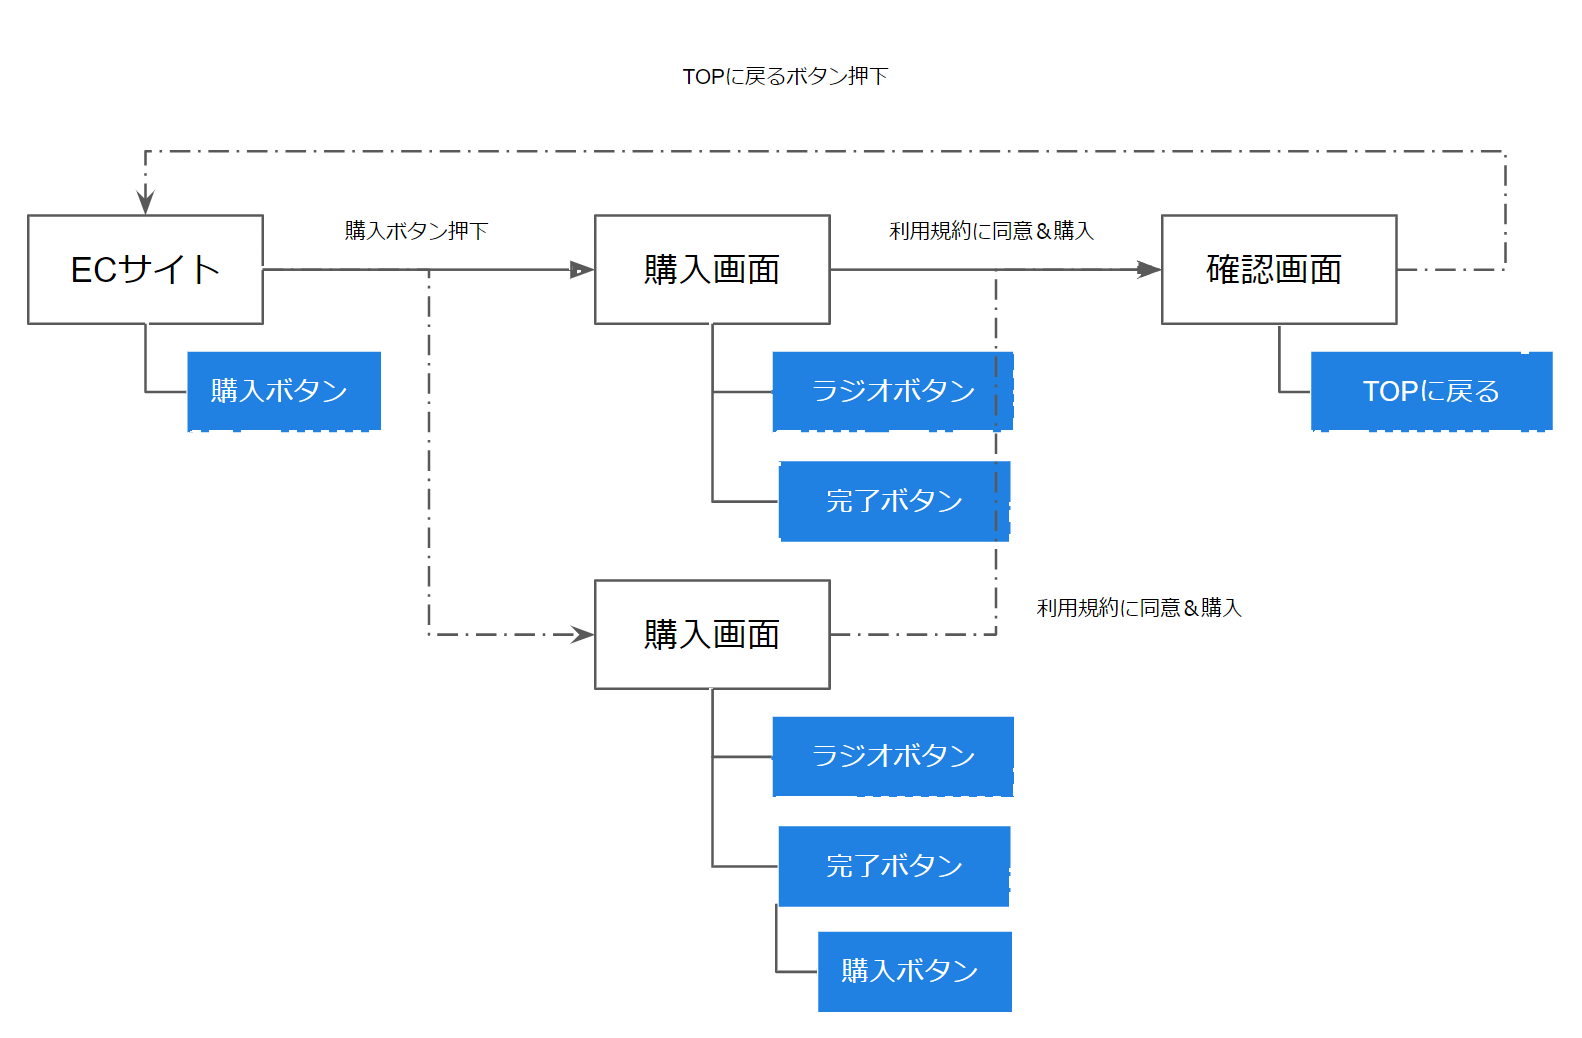 TOPに戻るボタン押下
購入ボタン押下
利用規約に同意＆購入
ECサイト
購入画面
確認画面
購入ボタン
ラジオボタン
TOPに戻る
完了ボタン
利用規約に同意＆購入
購入画面
ラジオボタン
完了ボタン
購入ボタン